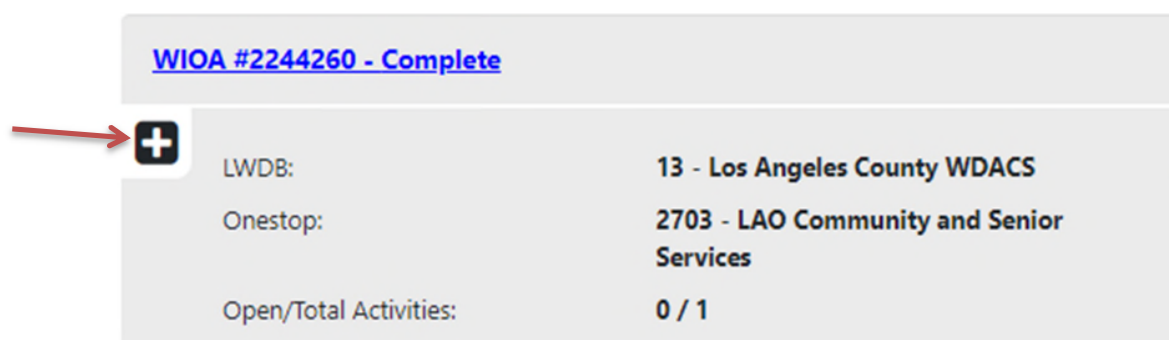 WIOA #2244260 - Complete
LWDB: 13 - Los Angeles County WDACS
Onestop: 2703 - LAO Community and Senior
Services
Open/Total Activities: 0 / 1